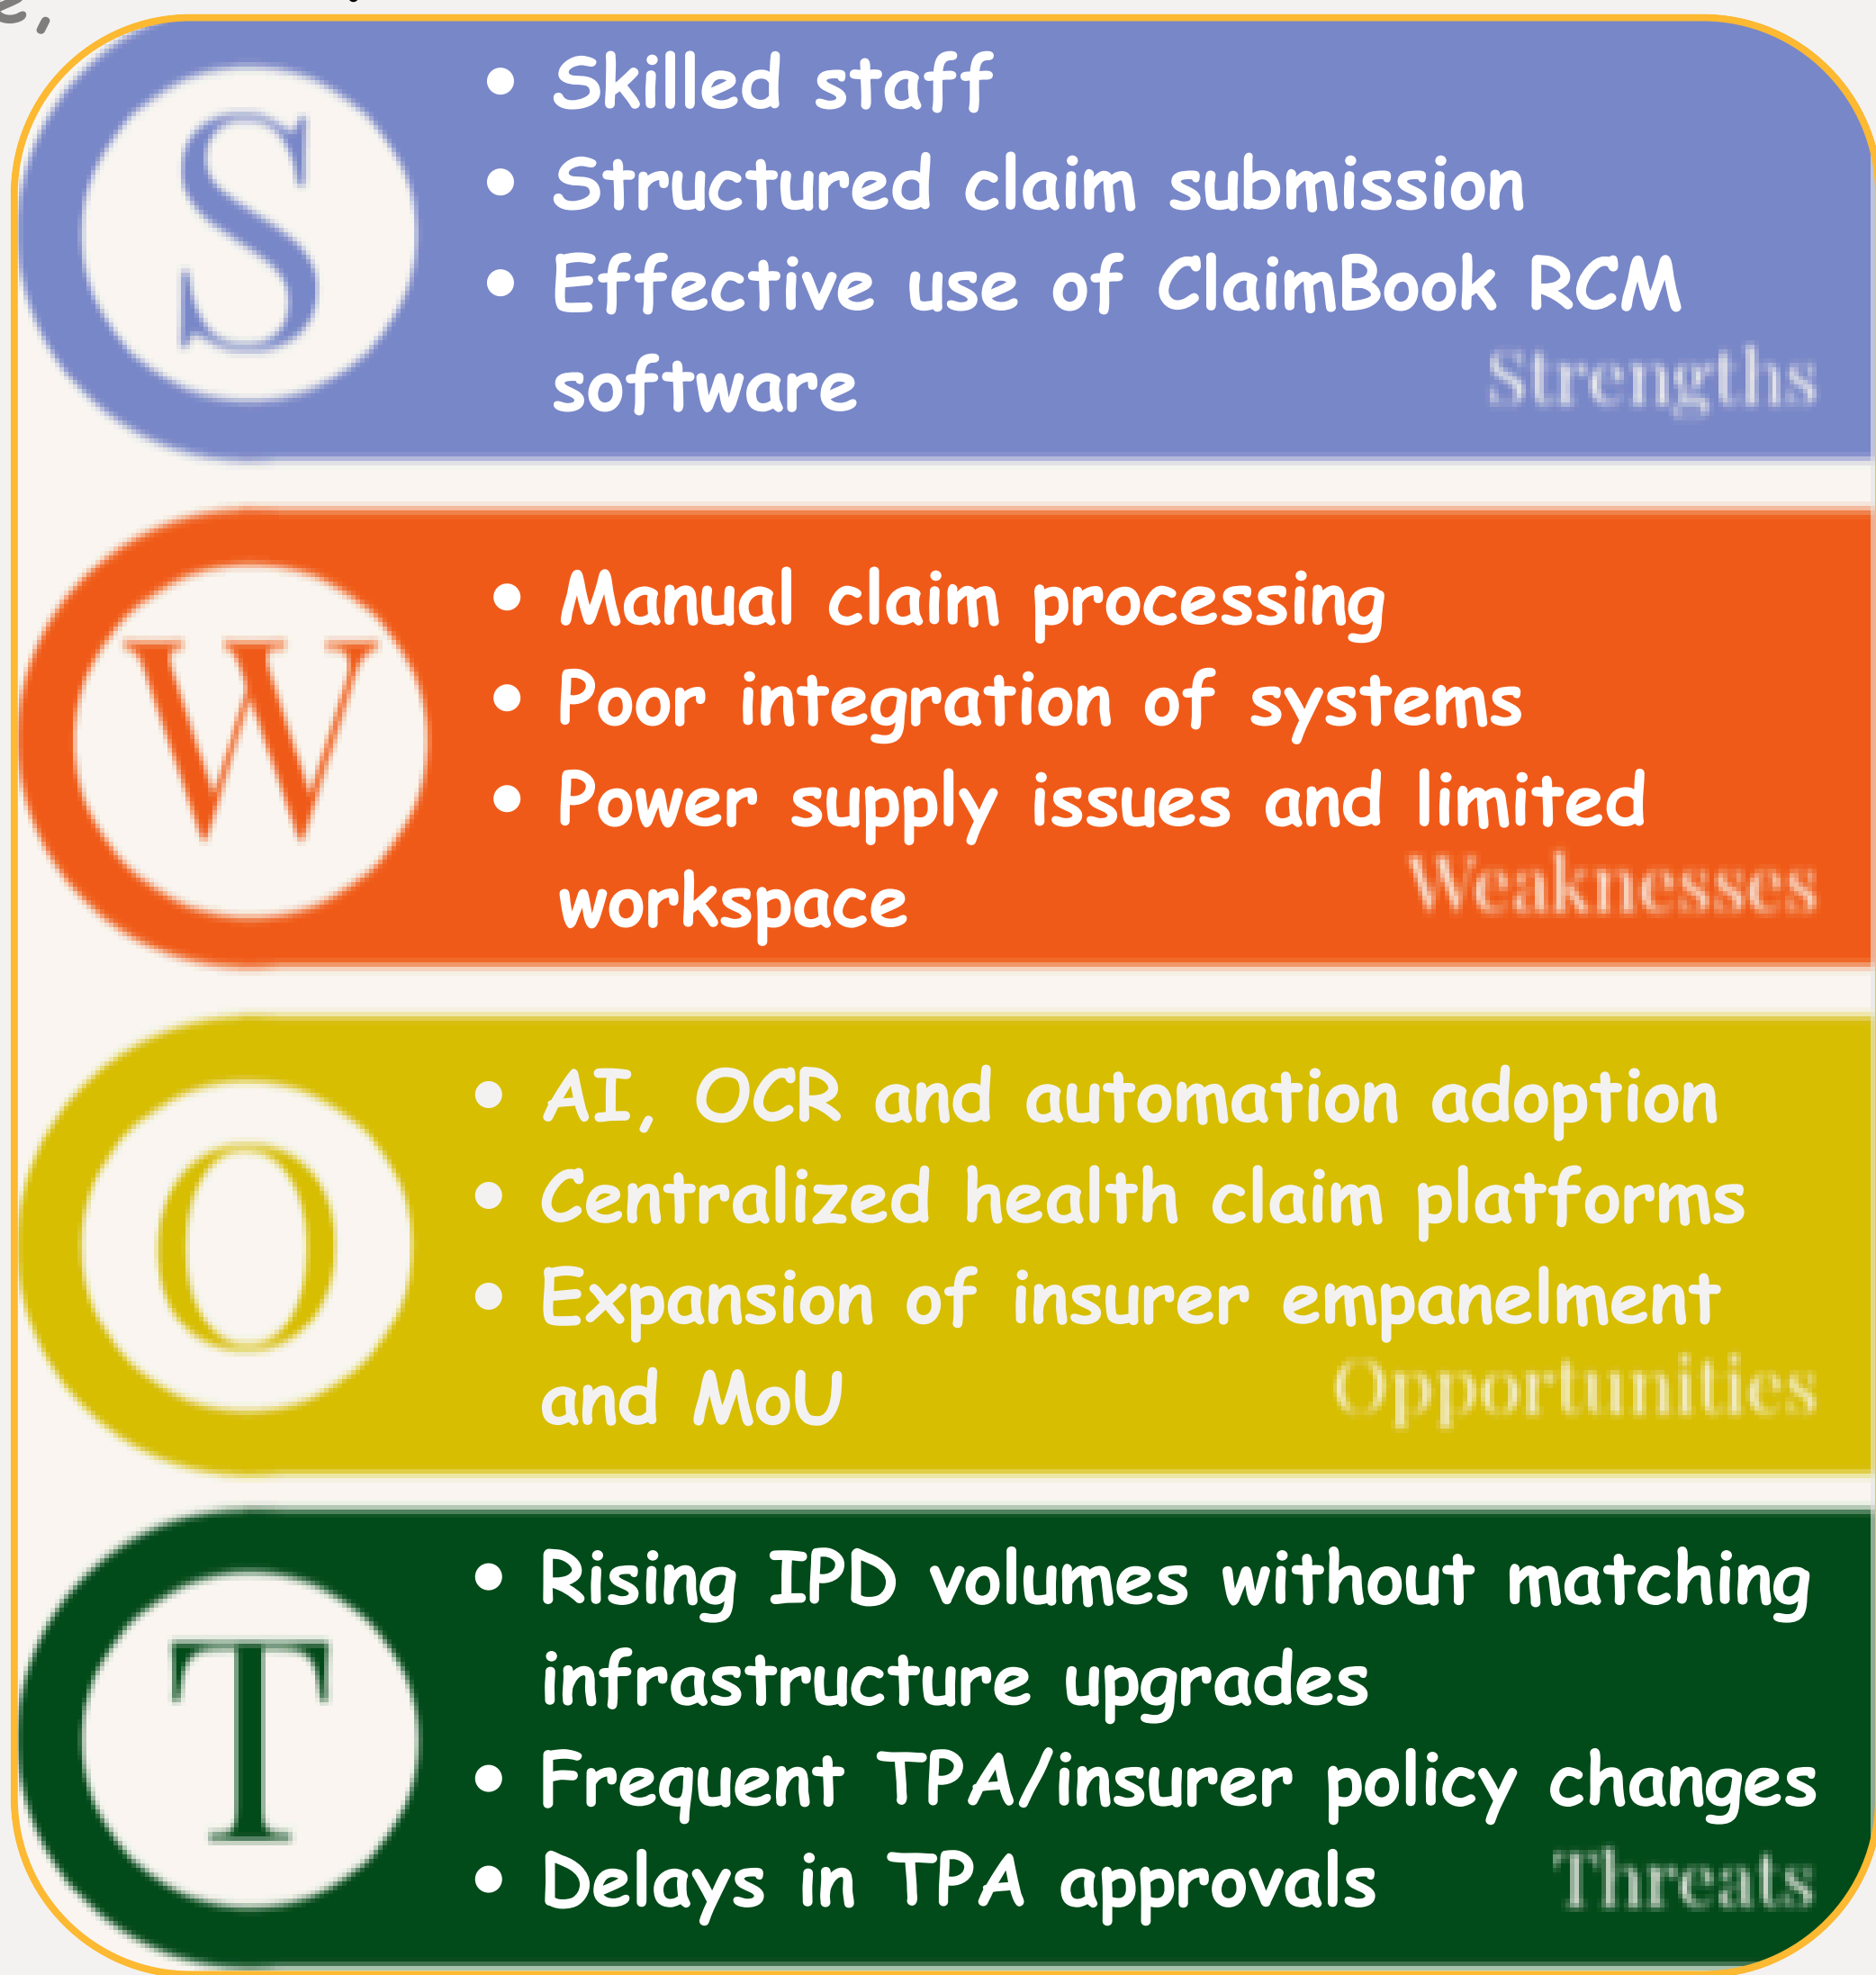 S
• Skilled staff
• Structured claim submission
• Effective use of ClaimBook RCM
software
Strengths
W
• Manual claim processing
• Poor integration of systems
• Power supply issues and limited
workspace
Weaknesses
O
• AI, OCR and automation adoption
• Centralized health claim platforms
• Expansion of insurer empanelment
and MoU
Opportunities
T
• Rising IPD volumes without matching
infrastructure upgrades
• Frequent TPA/insurer policy changes
• Delays in TPA approvals
Threats